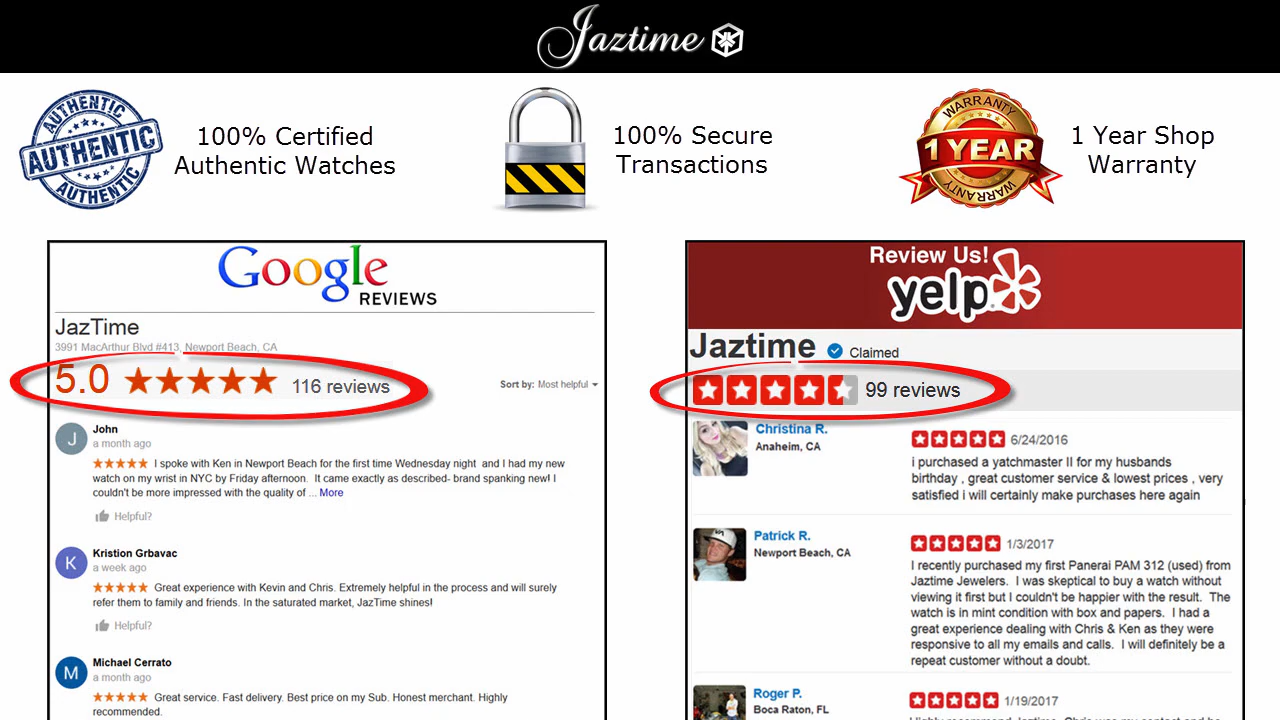 Jaztime
AUTHENTIC
AUTHENTIC
AUTHENTIC
100% Certified
Authentic Watches
100% Secure
Transactions
WARRANTY
1 YEAR
WARRANTY
1 Year Shop
Warranty
Google
REVIEWS
JazTime
3991 MacArthur Blvd #413, Newport Beach, CA
5.0 116 reviews
Sort by: Most helpful
J
John
a month ago
I spoke with Ken in Newport Beach for the first time Wednesday night and I had my new
watch on my wrist in NYC by Friday afternoon. It came exactly as described- brand spanking new! I
couldn't be more impressed with the quality of ... More
Helpful?
K
Kristion Grbavac
a week ago
Great experience with Kevin and Chris. Extremely helpful in the process and will surely
refer them to family and friends. In the saturated market, JazTime shines!
Helpful?
M
Michael Cerrato
a month ago
Great service. Fast delivery. Best price on my Sub. Honest merchant. Highly
recommended.
Review Us!
yelp
Jaztime Claimed
99 reviews
Christina R.
Anaheim, CA
6/24/2016
i purchased a yatchmaster II for my husbands
birthday , great customer service & lowest prices , very
satisfied i will certainly make purchases here again
Patrick R.
Newport Beach, CA
1/3/2017
I recently purchased my first Panerai PAM 312 (used) from
Jaztime Jewelers. I was skeptical to buy a watch without
viewing it first but I couldn't be happier with the result. The
watch is in mint condition with box and papers. I had a
great experience dealing with Chris & Ken as they were
responsive to all my emails and calls. I will definitely be a
repeat customer without a doubt.
Roger P.
Boca Raton, FL
1/19/2017